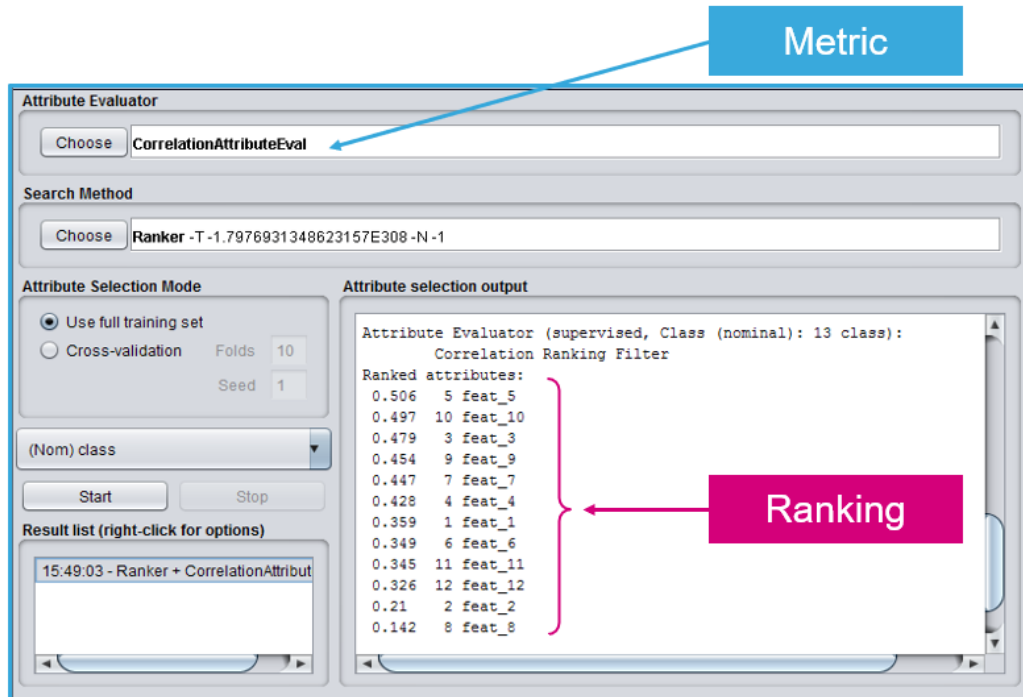 Metric
Attribute Evaluator
Choose CorrelationAttributeEval
Search Method
Choose Ranker -T -1.7976931348623157E308 -N -1
Attribute Selection Mode
Use full training set
Cross-validation Folds 10
Seed 1
(Nom) class
Start Stop
Result list (right-click for options)
15:49:03 - Ranker + CorrelationAttribut
Attribute selection output
Attribute Evaluator (supervised, Class (nominal): 13 class):
Correlation Ranking Filter
Ranked attributes:
0.506 5 feat_5
0.497 10 feat_10
0.479 3 feat_3
0.454 9 feat_9
0.447 7 feat_7
0.428 4 feat_4
0.359 1 feat_1
0.349 6 feat_6
0.345 11 feat_11
0.326 12 feat_12
0.21 2 feat_2
0.142 8 feat_8
Ranking